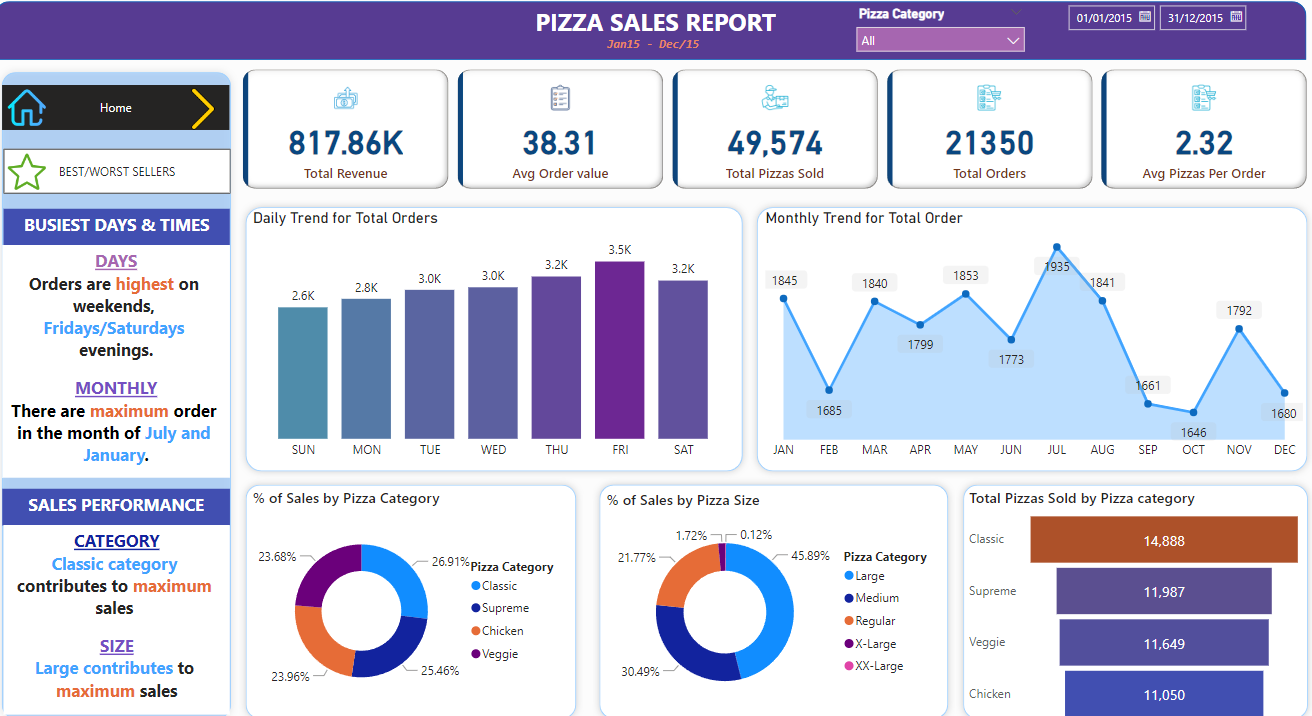 PIZZA SALES REPORT
Jan15 - Dec/15
Pizza Category
All
01/01/2015
31/12/2015
Home
BEST/WORST SELLERS
BUSIEST DAYS & TIMES
DAYS
Orders are highest on
weekends,
Fridays/Saturdays
evenings.
MONTHLY
There are maximum order
in the month of July and
January.
SALES PERFORMANCE
CATEGORY
Classic category
contributes to maximum
sales
SIZE
Large contributes to
maximum sales
817.86K
Total Revenue
38.31
Avg Order value
49,574
Total Pizzas Sold
21350
Total Orders
2.32
Avg Pizzas Per Order
Daily Trend for Total Orders
2.6K
2.8K
3.0K
3.0K
3.2K
3.5K
3.2K
SUN MON TUE WED THU FRI SAT
Monthly Trend for Total Order
1845
1685
1840
1799
1853
1773
1935
1841
1661
1646
1792
1680
JAN FEB MAR APR MAY JUN JUL AUG SEP OCT NOV DEC
% of Sales by Pizza Category
23.68%
26.91%
23.96%
25.46%
Pizza Category
Classic
Supreme
Chicken
Veggie
% of Sales by Pizza Size
1.72%
0.12%
21.77%
45.89%
30.49%
Pizza Category
Large
Medium
Regular
X-Large
XX-Large
Total Pizzas Sold by Pizza category
Classic 14,888
Supreme 11,987
Veggie 11,649
Chicken 11,050